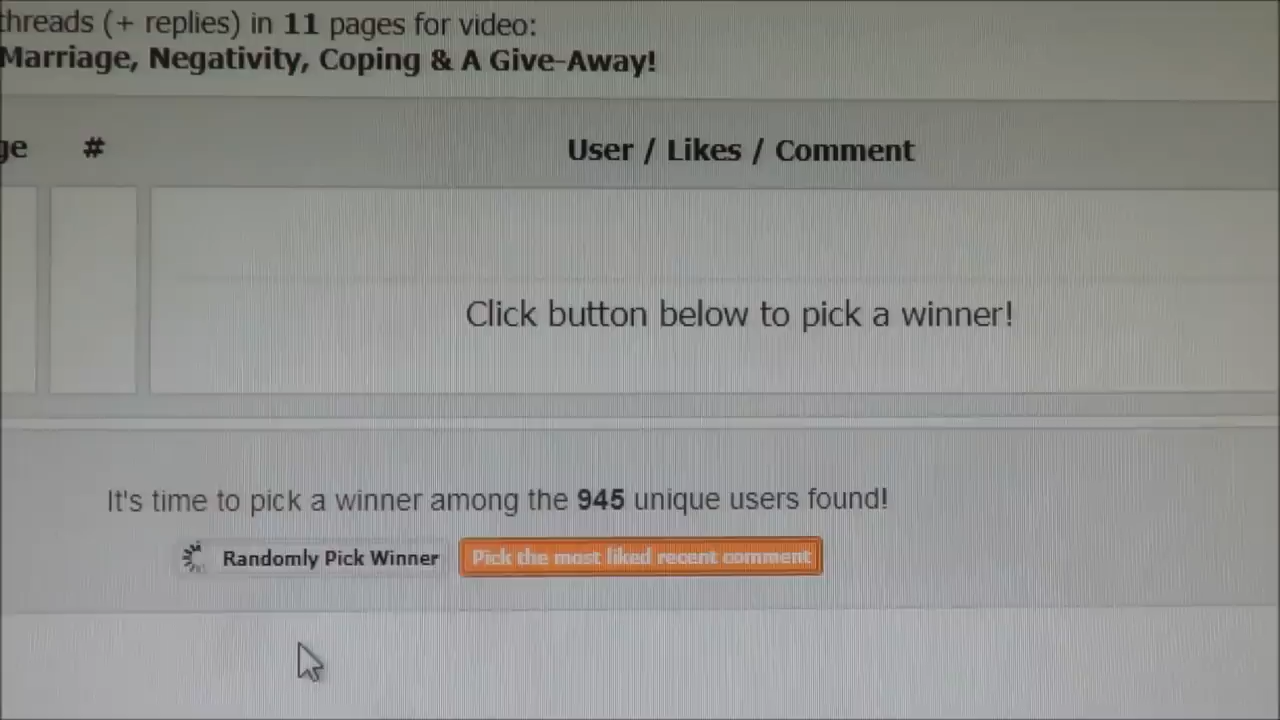 threads (+ replies) in 11 pages for video:
Marriage, Negativity, Coping & A Give-Away!
# User / Likes / Comment
Click button below to pick a winner!
It's time to pick a winner among the 945 unique users found!
Randomly Pick Winner Pick the most liked recent comment